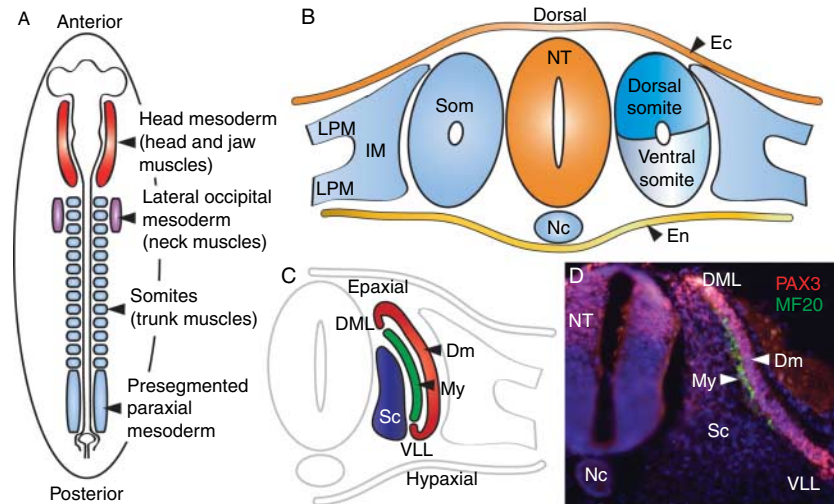 A
Anterior
Head mesoderm
(head and jaw
muscles)
Lateral occipital
mesoderm
(neck muscles)
Somites
(trunk muscles)
Presegmented
paraxial
mesoderm
Posterior
B
Dorsal
Ec
NT
Som
Dorsal
somite
LPM
IM
Ventral
somite
LPM
Nc
En
C
Epaxial
DML
Dm
My
Sc
VLL
Hypaxial
D
DML
PAX3
MF20
NT
Dm
My
Sc
Nc
VLL